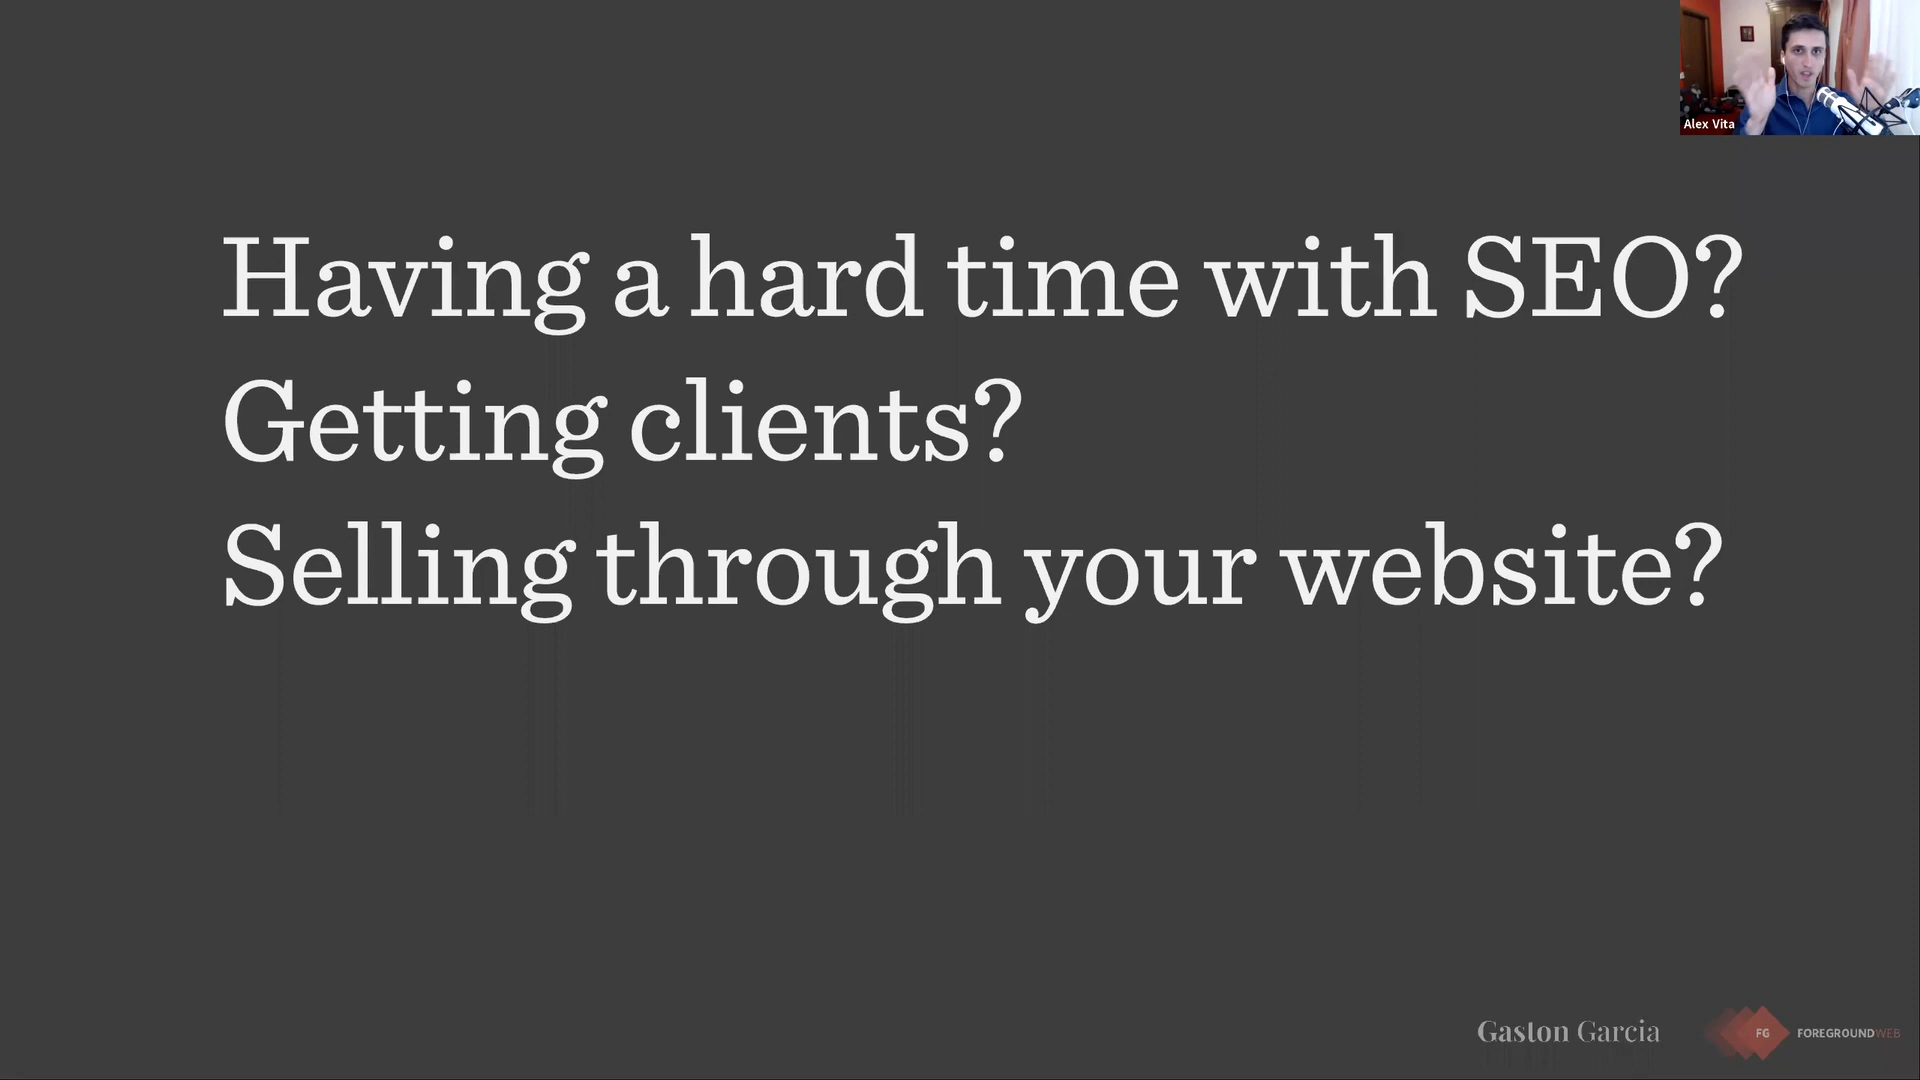 Alex Vita
Having a hard time with SEO?
Getting clients?
Selling through your website?
Gaston Garcia
FG FOREGROUNDWEB